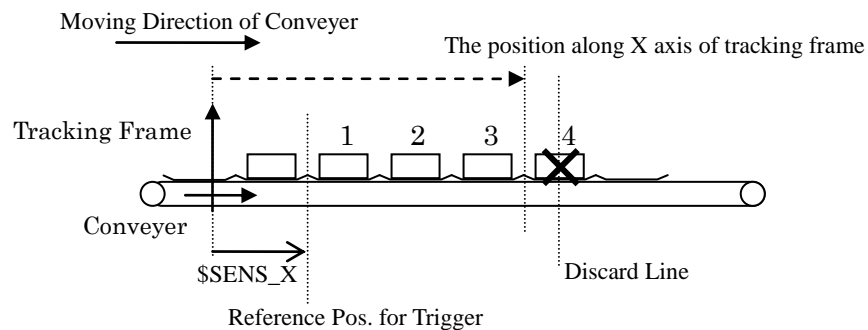 Moving Direction of Conveyer
The position along X axis of tracking frame
Tracking Frame
1 2 3 4
Conveyer
$SENS_X
Discard Line
Reference Pos. for Trigger